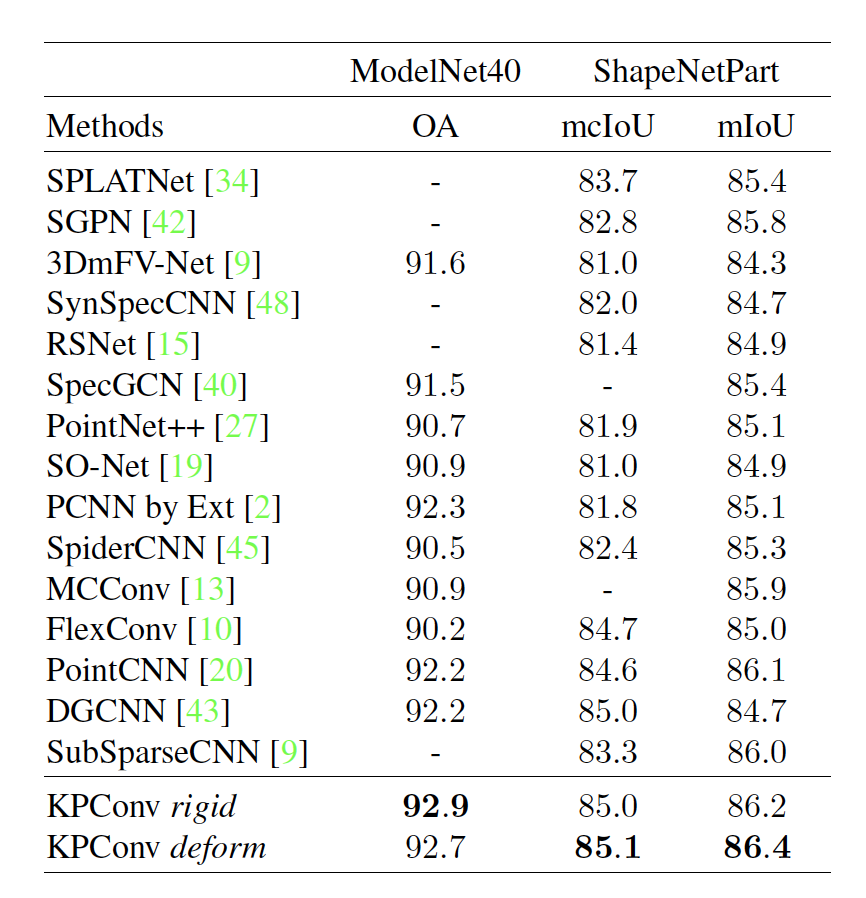 ModelNet40 ShapeNetPart
Methods OA mcIoU mIoU
SPLATNet [34] - 83.7 85.4
SGPN [42] - 82.8 85.8
3DmFV-Net [9] 91.6 81.0 84.3
SynSpecCNN [48] - 82.0 84.7
RSNet [15] - 81.4 84.9
SpecGCN [40] 91.5 - 85.4
PointNet++ [27] 90.7 81.9 85.1
SO-Net [19] 90.9 81.0 84.9
PCNN by Ext [2] 92.3 81.8 85.1
SpiderCNN [45] 90.5 82.4 85.3
MCConv [13] 90.9 - 85.9
FlexConv [10] 90.2 84.7 85.0
PointCNN [20] 92.2 84.6 86.1
DGCNN [43] 92.2 85.0 84.7
SubSparseCNN [9] - 83.3 86.0
KPConv rigid 92.9 85.0 86.2
KPConv deform 92.7 85.1 86.4